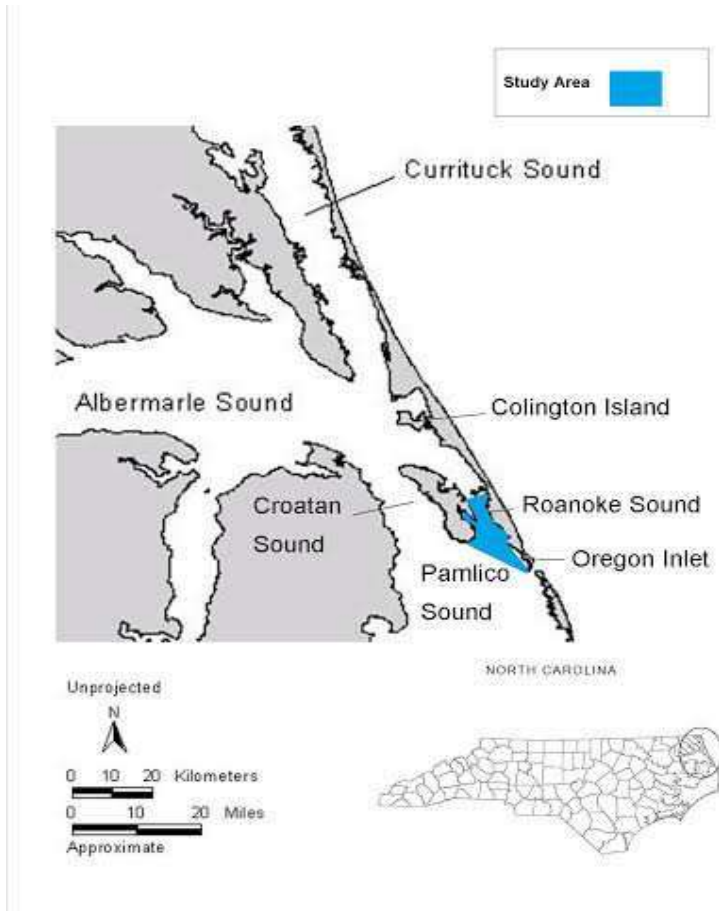 Study Area
Currituck Sound
Albermarle Sound
Colington Island
Croatan
Sound
Roanoke Sound
Oregon Inlet
Pamlico
Sound
NORTH CAROLINA
Unprojected
N
0 10 20 Kilometers
0 10 20 Miles
Approximate